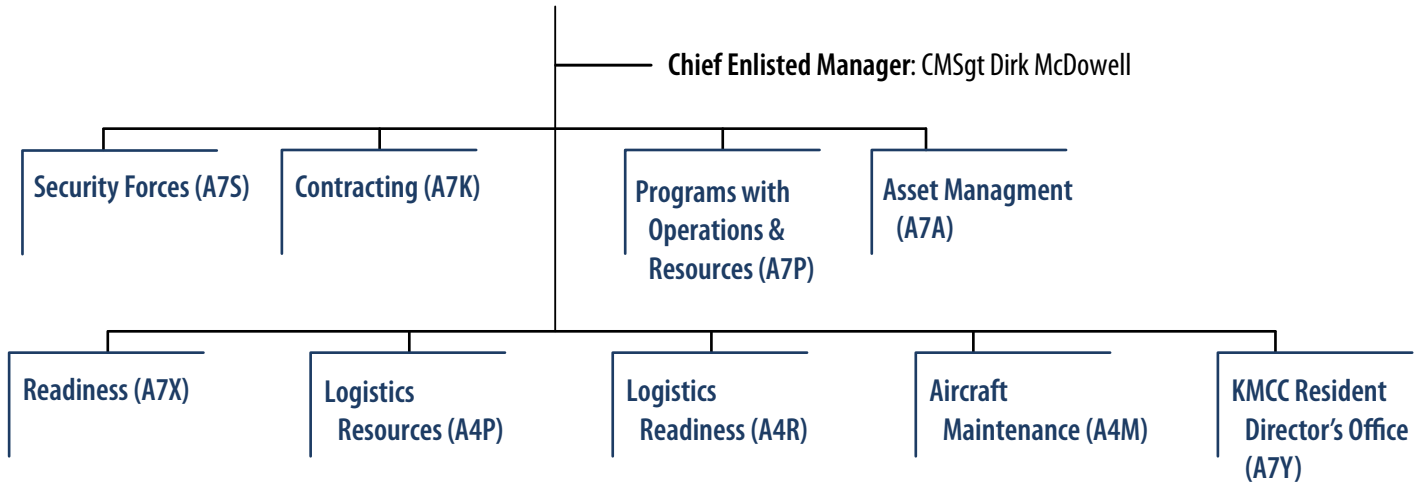 Chief Enlisted Manager: CMSgt Dirk McDowell
Security Forces (A7S)
Contracting (A7K)
Programs with
Operations &
Resources (A7P)
Asset Managment
(A7A)
Readiness (A7X)
Logistics
Resources (A4P)
Logistics
Readiness (A4R)
Aircraft
Maintenance (A4M)
KMCC Resident
Director's Office
(A7Y)